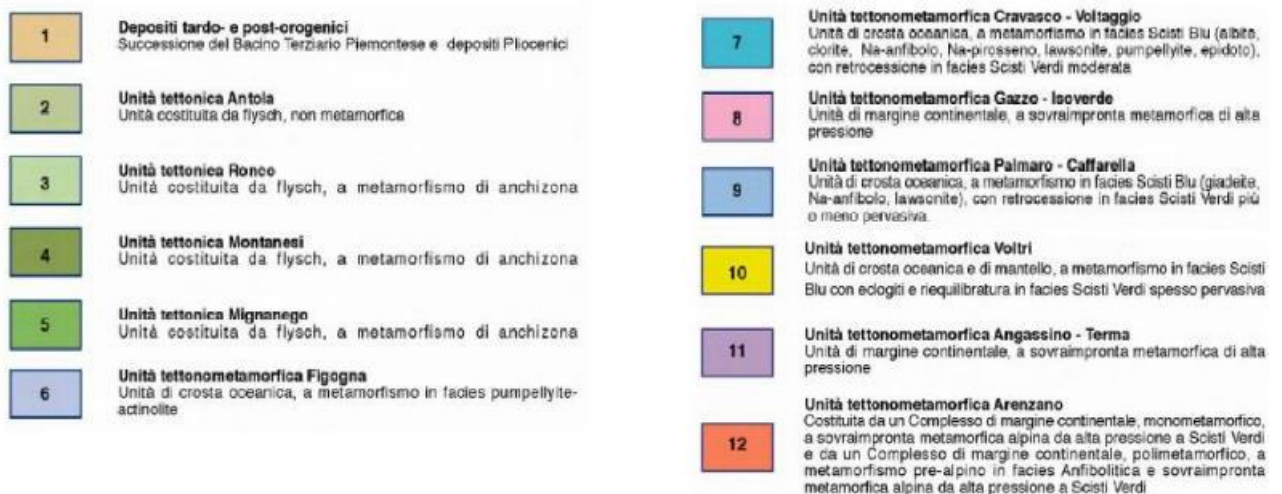 1
Depositi tardo- e post-orogenici
Successione del Bacino Terziario Piemontese e depositi Pliocenici
2
Unità tettonica Antola
Unità costituita da flysch, non metamorfica
3
Unità tettonica Ronco
Unità costituita da flysch, a metamorfismo di anchizona
4
Unità tettonica Montanesi
Unità costituita da flysch, a metamorfismo di anchizona
5
Unità tettonica Mignanego
Unità costituita da flysch, a metamorfismo di anchizona
6
Unità tettonometamorfica Figogna
Unità di crosta oceanica, a metamorfismo in facies pumpellyite-
actinolite
7
Unità tettonometamorfica Cravasco - Voltaggio
Unità di crosta oceanica, a metamorfismo in facies Scisti Blu (albite,
clorite, Na-anfibolo, Na-pirosseno, lawsonite, pumpellyite, epidoto),
con retrocessione in facies Scisti Verdi moderata
8
Unità tettonometamorfica Gazzo - Isoverde
Unità di margine continentale, a sovraimpronta metamorfica di alta
pressione
9
Unità tettonometamorfica Palmaro - Caffarella
Unità di crosta oceanica, a metamorfismo in facies Scisti Blu (giadeite,
Na-anfibolo, lawsonite), con retrocessione in facies Scisti Verdi più
o meno pervasiva.
10
Unità tettonometamorfica Voltri
Unità di crosta oceanica e di mantello, a metamorfismo in facies Scisti
Blu con eclogiti e riequilibratura in facies Scisti Verdi spesso pervasiva
11
Unità tettonometamorfica Angassino - Terma
Unità di margine continentale, a sovraimpronta metamorfica di alta
pressione
12
Unità tettonometamorfica Arenzano
Costituita da un Complesso di margine continentale, monometamorfico,
a sovraimpronta metamorfica alpina da alta pressione a Scisti Verdi
e da un Complesso di margine continentale, polimetamorfico, a
metamorfismo pre-alpino in facies Anfibolitica e sovraimpronta
metamorfica alpina da alta pressione a Scisti Verdi